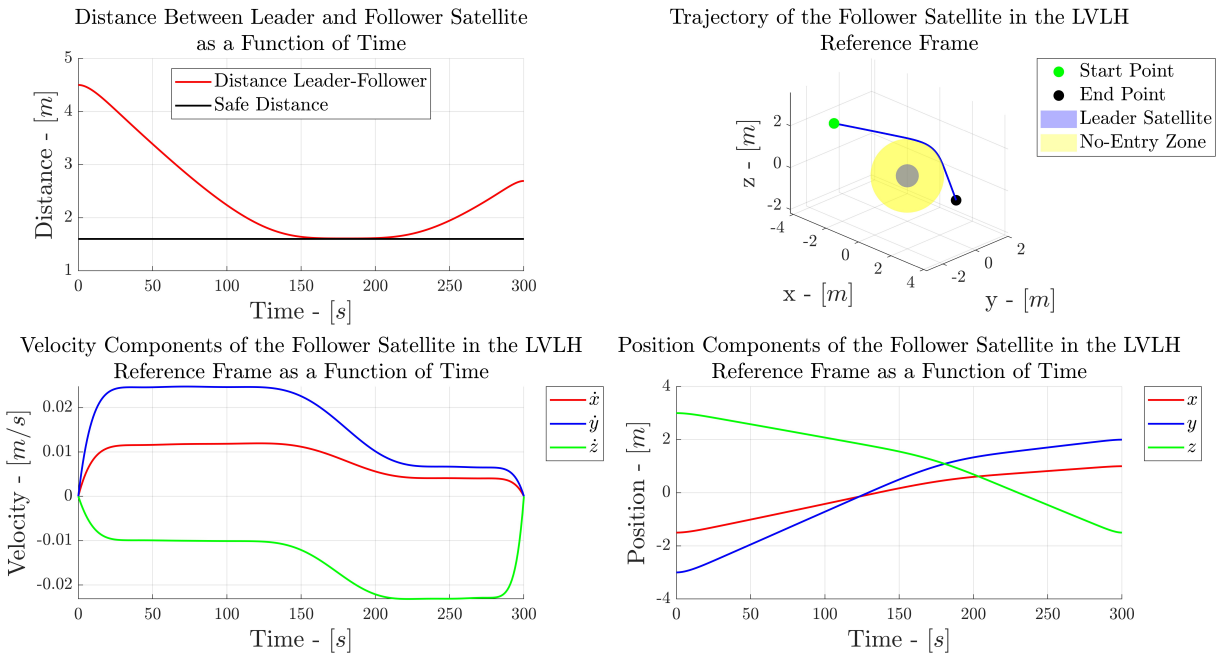 Distance Between Leader and Follower Satellite
as a Function of Time
5
4
3
2
1
Distance - [m]
Distance Leader-Follower
Safe Distance
0 50 100 150 200 250 300
Time - [s]
Trajectory of the Follower Satellite in the LVLH
Reference Frame
2
0
-2
z - [m]
-4
-2
0
2
4
x - [m]
-2
0
2
y - [m]
Start Point
End Point
Leader Satellite
No-Entry Zone
Velocity Components of the Follower Satellite in the LVLH
Reference Frame as a Function of Time
0.02
0.01
0
-0.01
-0.02
Velocity - [m/s]
0 50 100 150 200 250 300
Time - [s]
ẋ
ẏ
ż
Position Components of the Follower Satellite in the LVLH
Reference Frame as a Function of Time
4
2
0
-2
-4
Position - [m]
0 50 100 150 200 250 300
Time - [s]
x
y
z